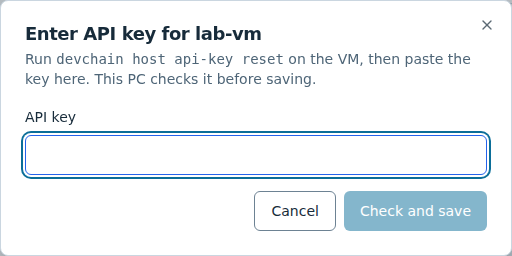 Enter API key for lab-vm
Run devchain host api-key reset on the VM, then paste the
key here. This PC checks it before saving.
API key
Cancel
Check and save